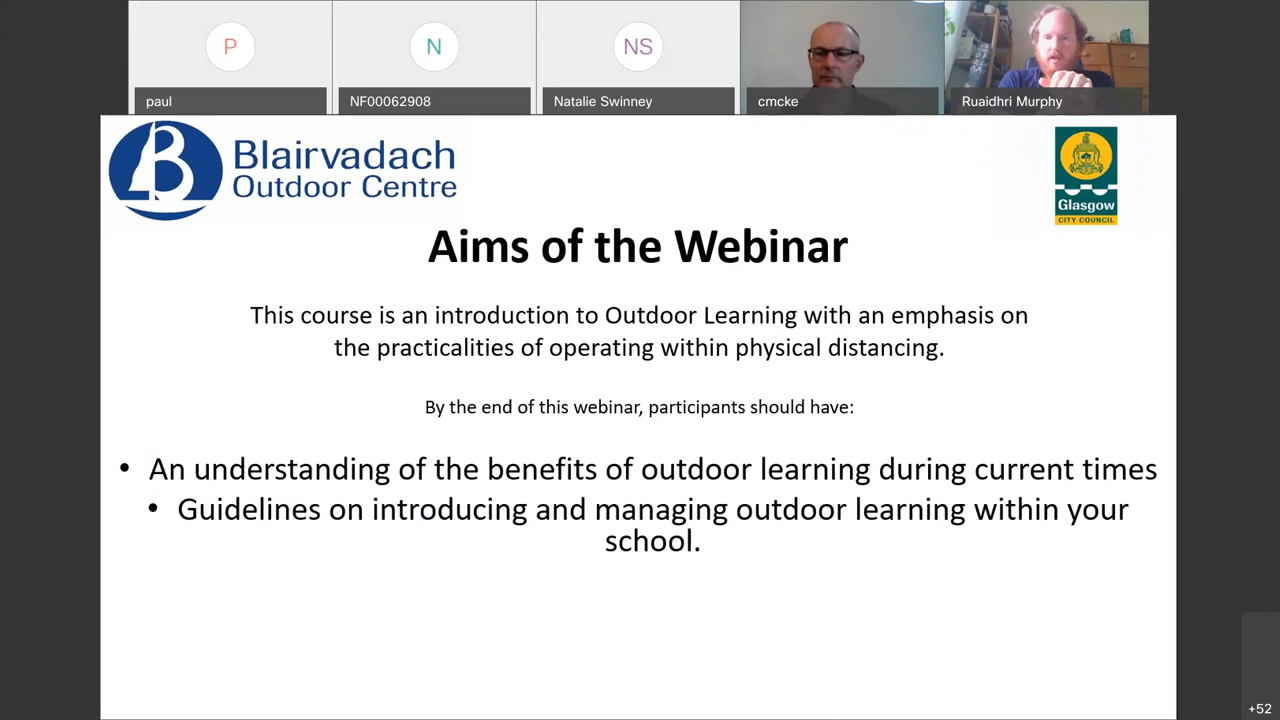 P
N
NS
paul
NF00062908
Natalie Swinney
cmcke
Ruaidhri Murphy
B
Blairvadach
Outdoor Centre
Glasgow
CITY COUNCIL
Aims of the Webinar
This course is an introduction to Outdoor Learning with an emphasis on
the practicalities of operating within physical distancing.
By the end of this webinar, participants should have:
• An understanding of the benefits of outdoor learning during current times
• Guidelines on introducing and managing outdoor learning within your
school.
+52